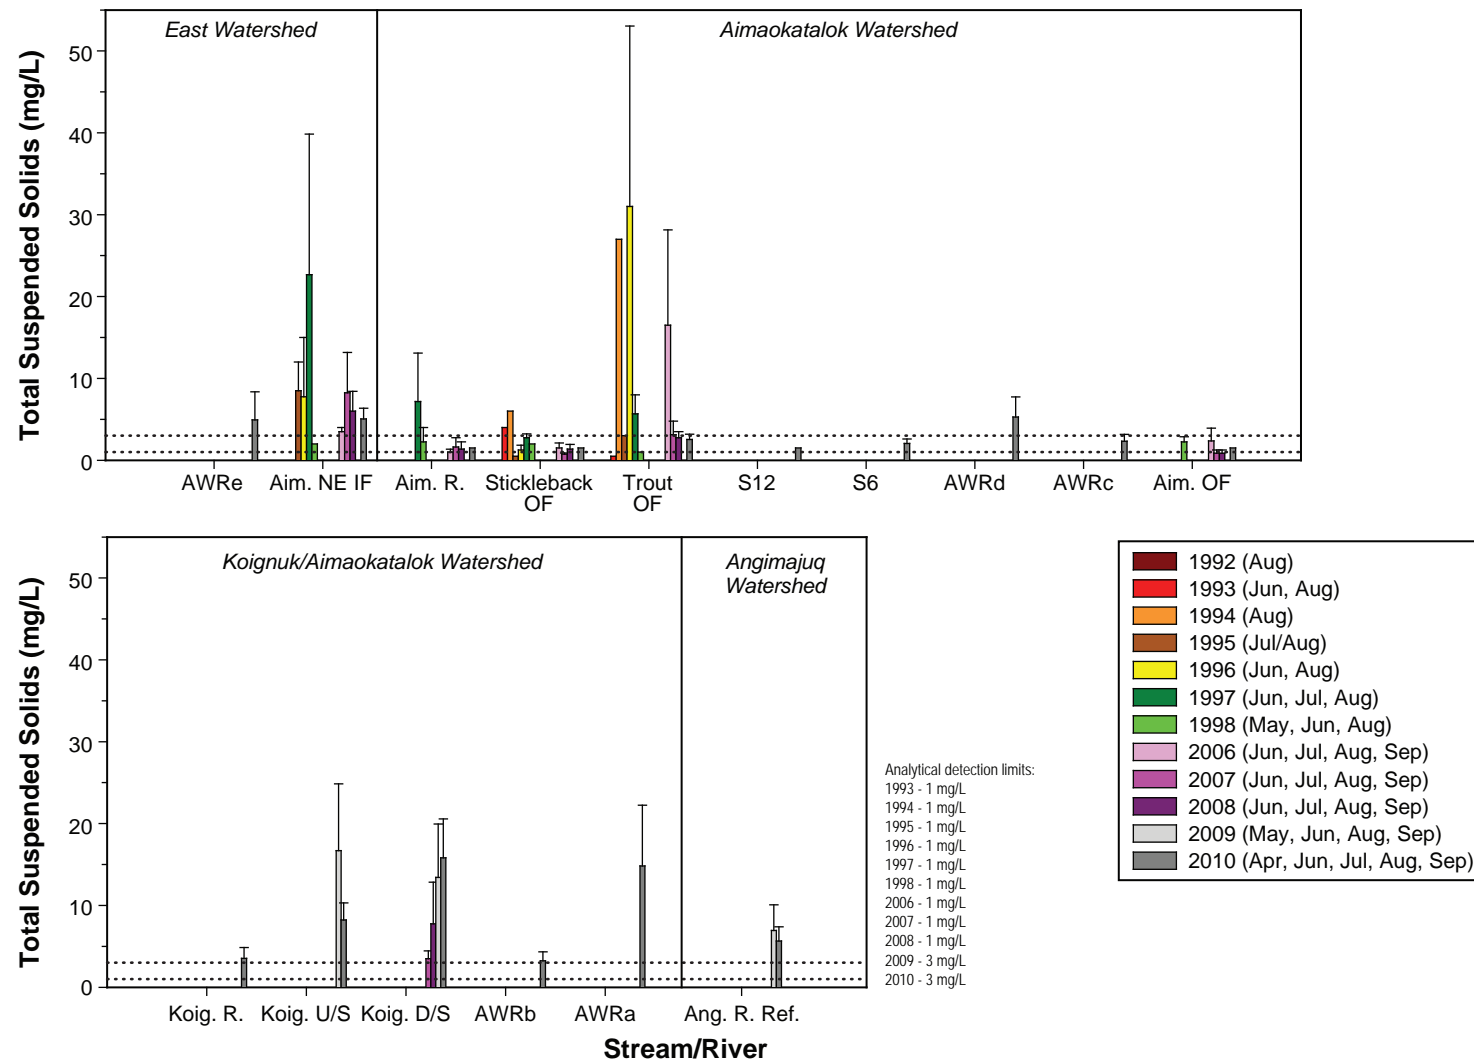 East Watershed
Aimaokatalok Watershed
Total Suspended Solids (mg/L)
50
40
30
20
10
0
AWRe
Aim. NE IF
Aim. R.
Stickleback
OF
Trout
OF
S12
S6
AWRd
AWRc
Aim. OF
Koignuk/Aimaokatalok Watershed
Angimajuq
Watershed
Total Suspended Solids (mg/L)
50
40
30
20
10
0
Koig. R.
Koig. U/S
Koig. D/S
AWRb
AWRa
Ang. R. Ref.
Stream/River
Analytical detection limits:
1993 - 1 mg/L
1994 - 1 mg/L
1995 - 1 mg/L
1996 - 1 mg/L
1997 - 1 mg/L
1998 - 1 mg/L
2006 - 1 mg/L
2007 - 1 mg/L
2008 - 1 mg/L
2009 - 3 mg/L
2010 - 3 mg/L
1992 (Aug)
1993 (Jun, Aug)
1994 (Aug)
1995 (Jul/Aug)
1996 (Jun, Aug)
1997 (Jun, Jul, Aug)
1998 (May, Jun, Aug)
2006 (Jun, Jul, Aug, Sep)
2007 (Jun, Jul, Aug, Sep)
2008 (Jun, Jul, Aug, Sep)
2009 (May, Jun, Aug, Sep)
2010 (Apr, Jun, Jul, Aug, Sep)